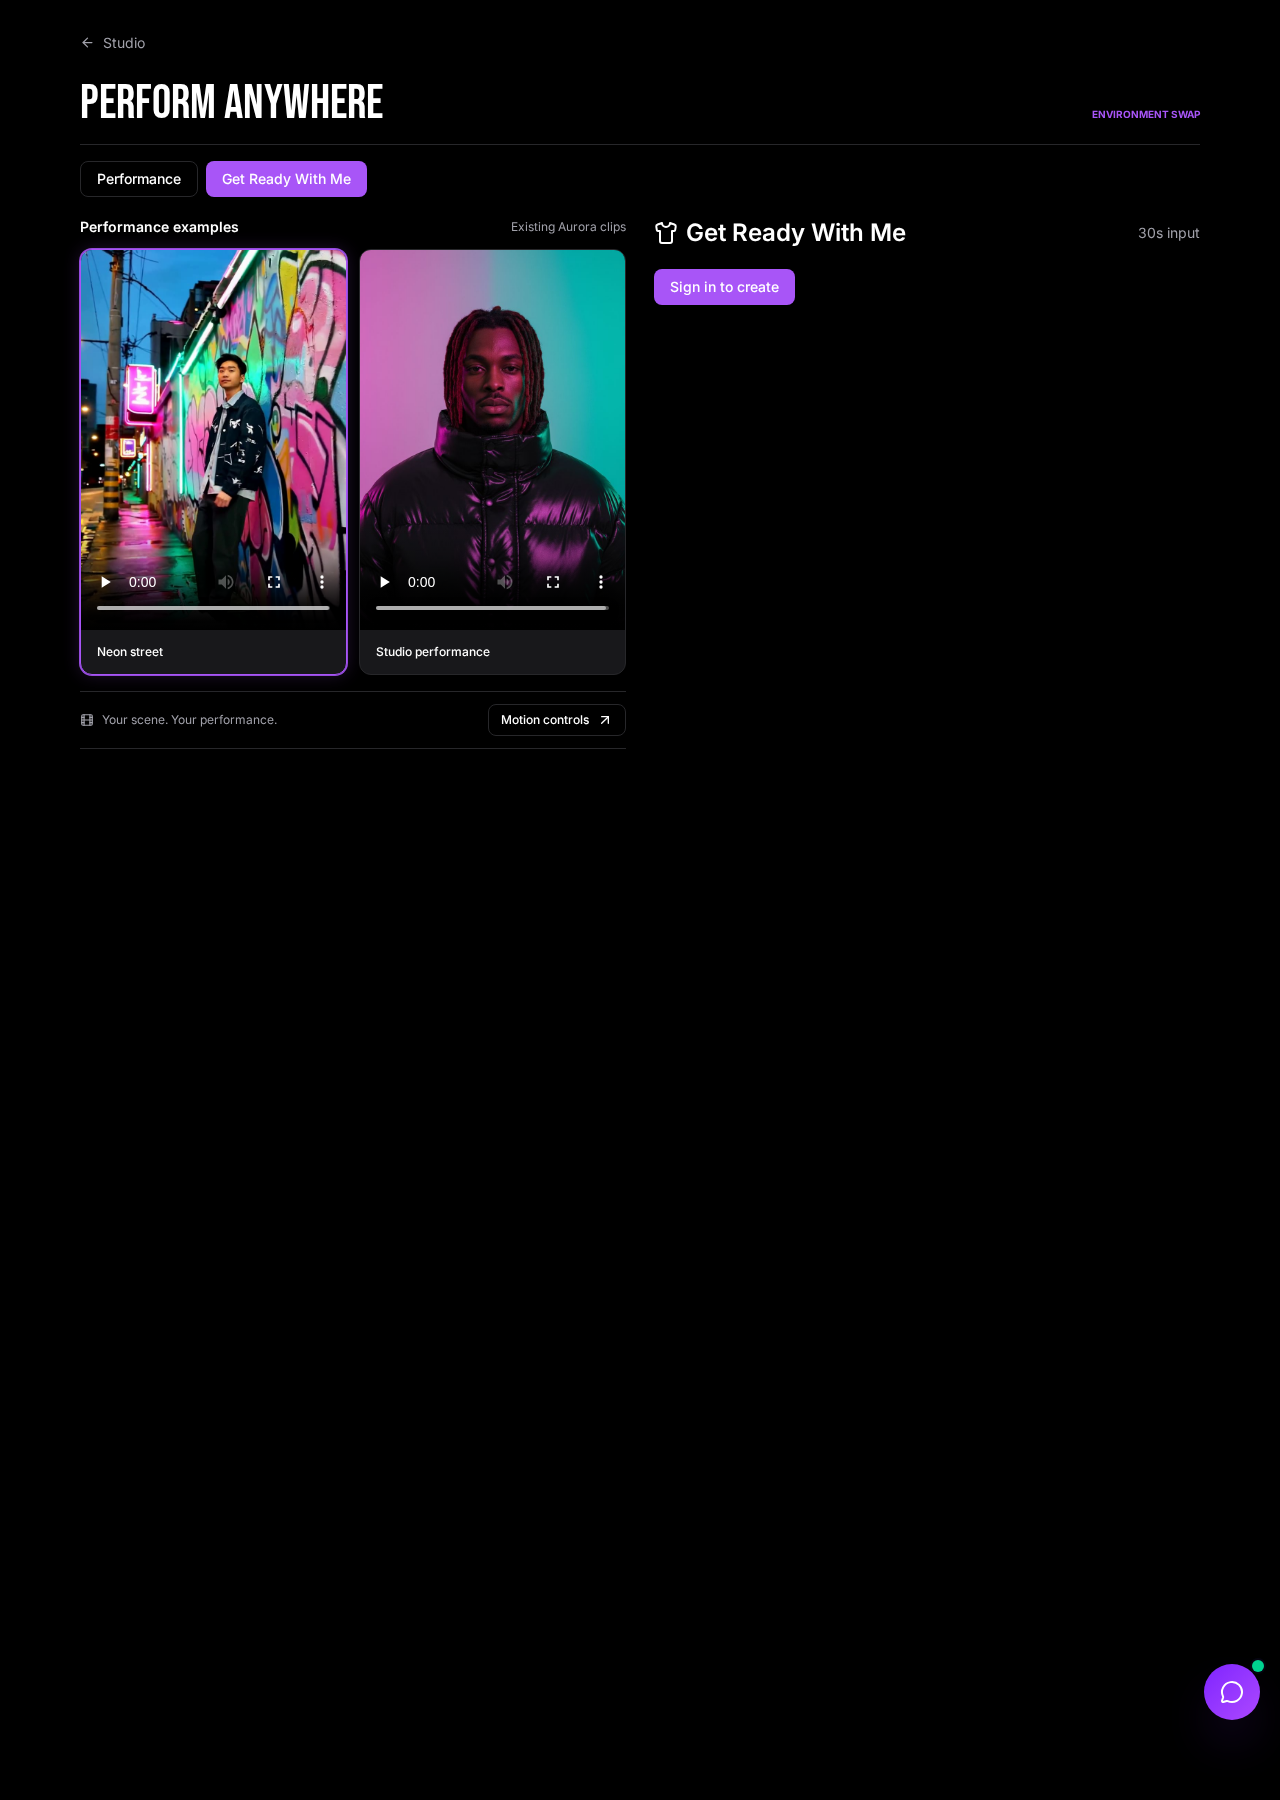 Studio
PERFORM ANYWHERE
ENVIRONMENT SWAP
Performance
Get Ready With Me
Performance examples
Existing Aurora clips
Get Ready With Me
30s input
Sign in to create
0:00
0:00
Neon street
Studio performance
Your scene. Your performance.
Motion controls